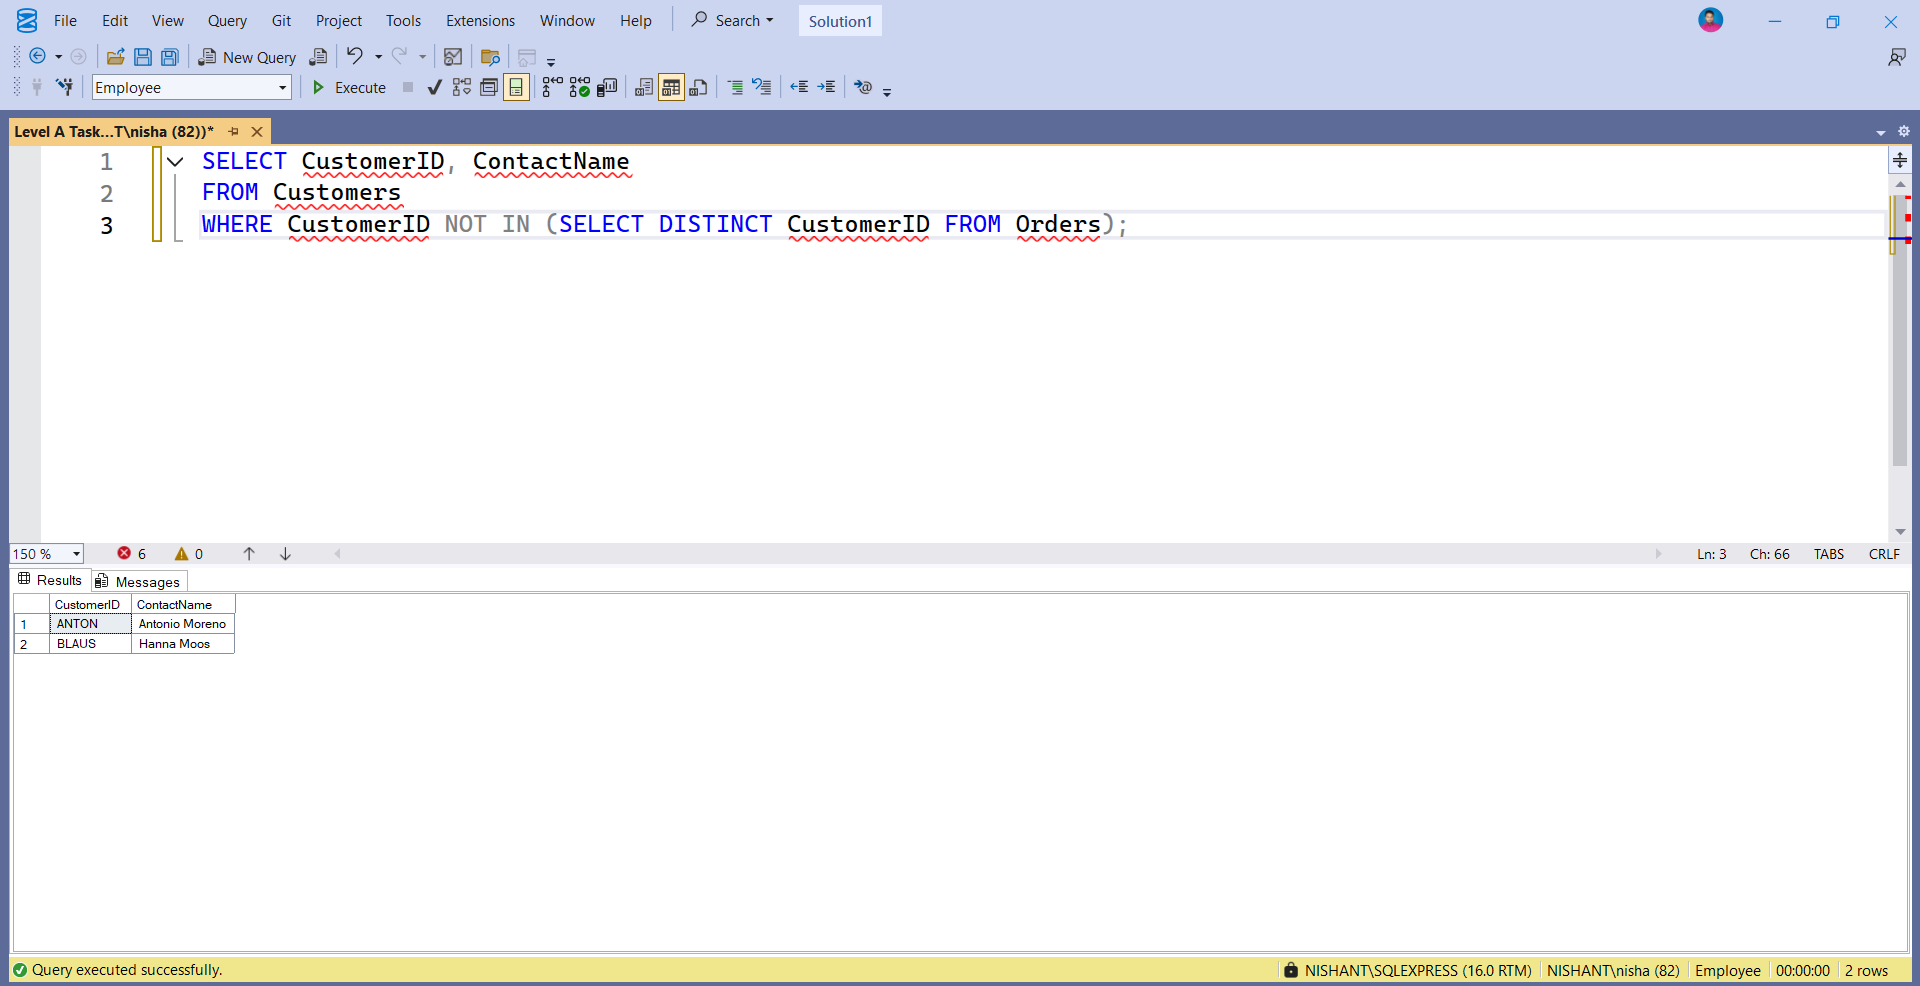 File Edit View Query Git Project Tools Extensions Window Help Search Solution1
New Query
Employee Execute
Level A Task...T\nisha (82))*
1 SELECT CustomerID, ContactName
2 FROM Customers
3 WHERE CustomerID NOT IN (SELECT DISTINCT CustomerID FROM Orders);
150 % 6 0 Ln: 3 Ch: 66 TABS CRLF
Results Messages
CustomerID ContactName
1 ANTON Antonio Moreno
2 BLAUS Hanna Moos
Query executed successfully. NISHANT\SQLEXPRESS (16.0 RTM) NISHANT\nisha (82) Employee 00:00:00 2 rows